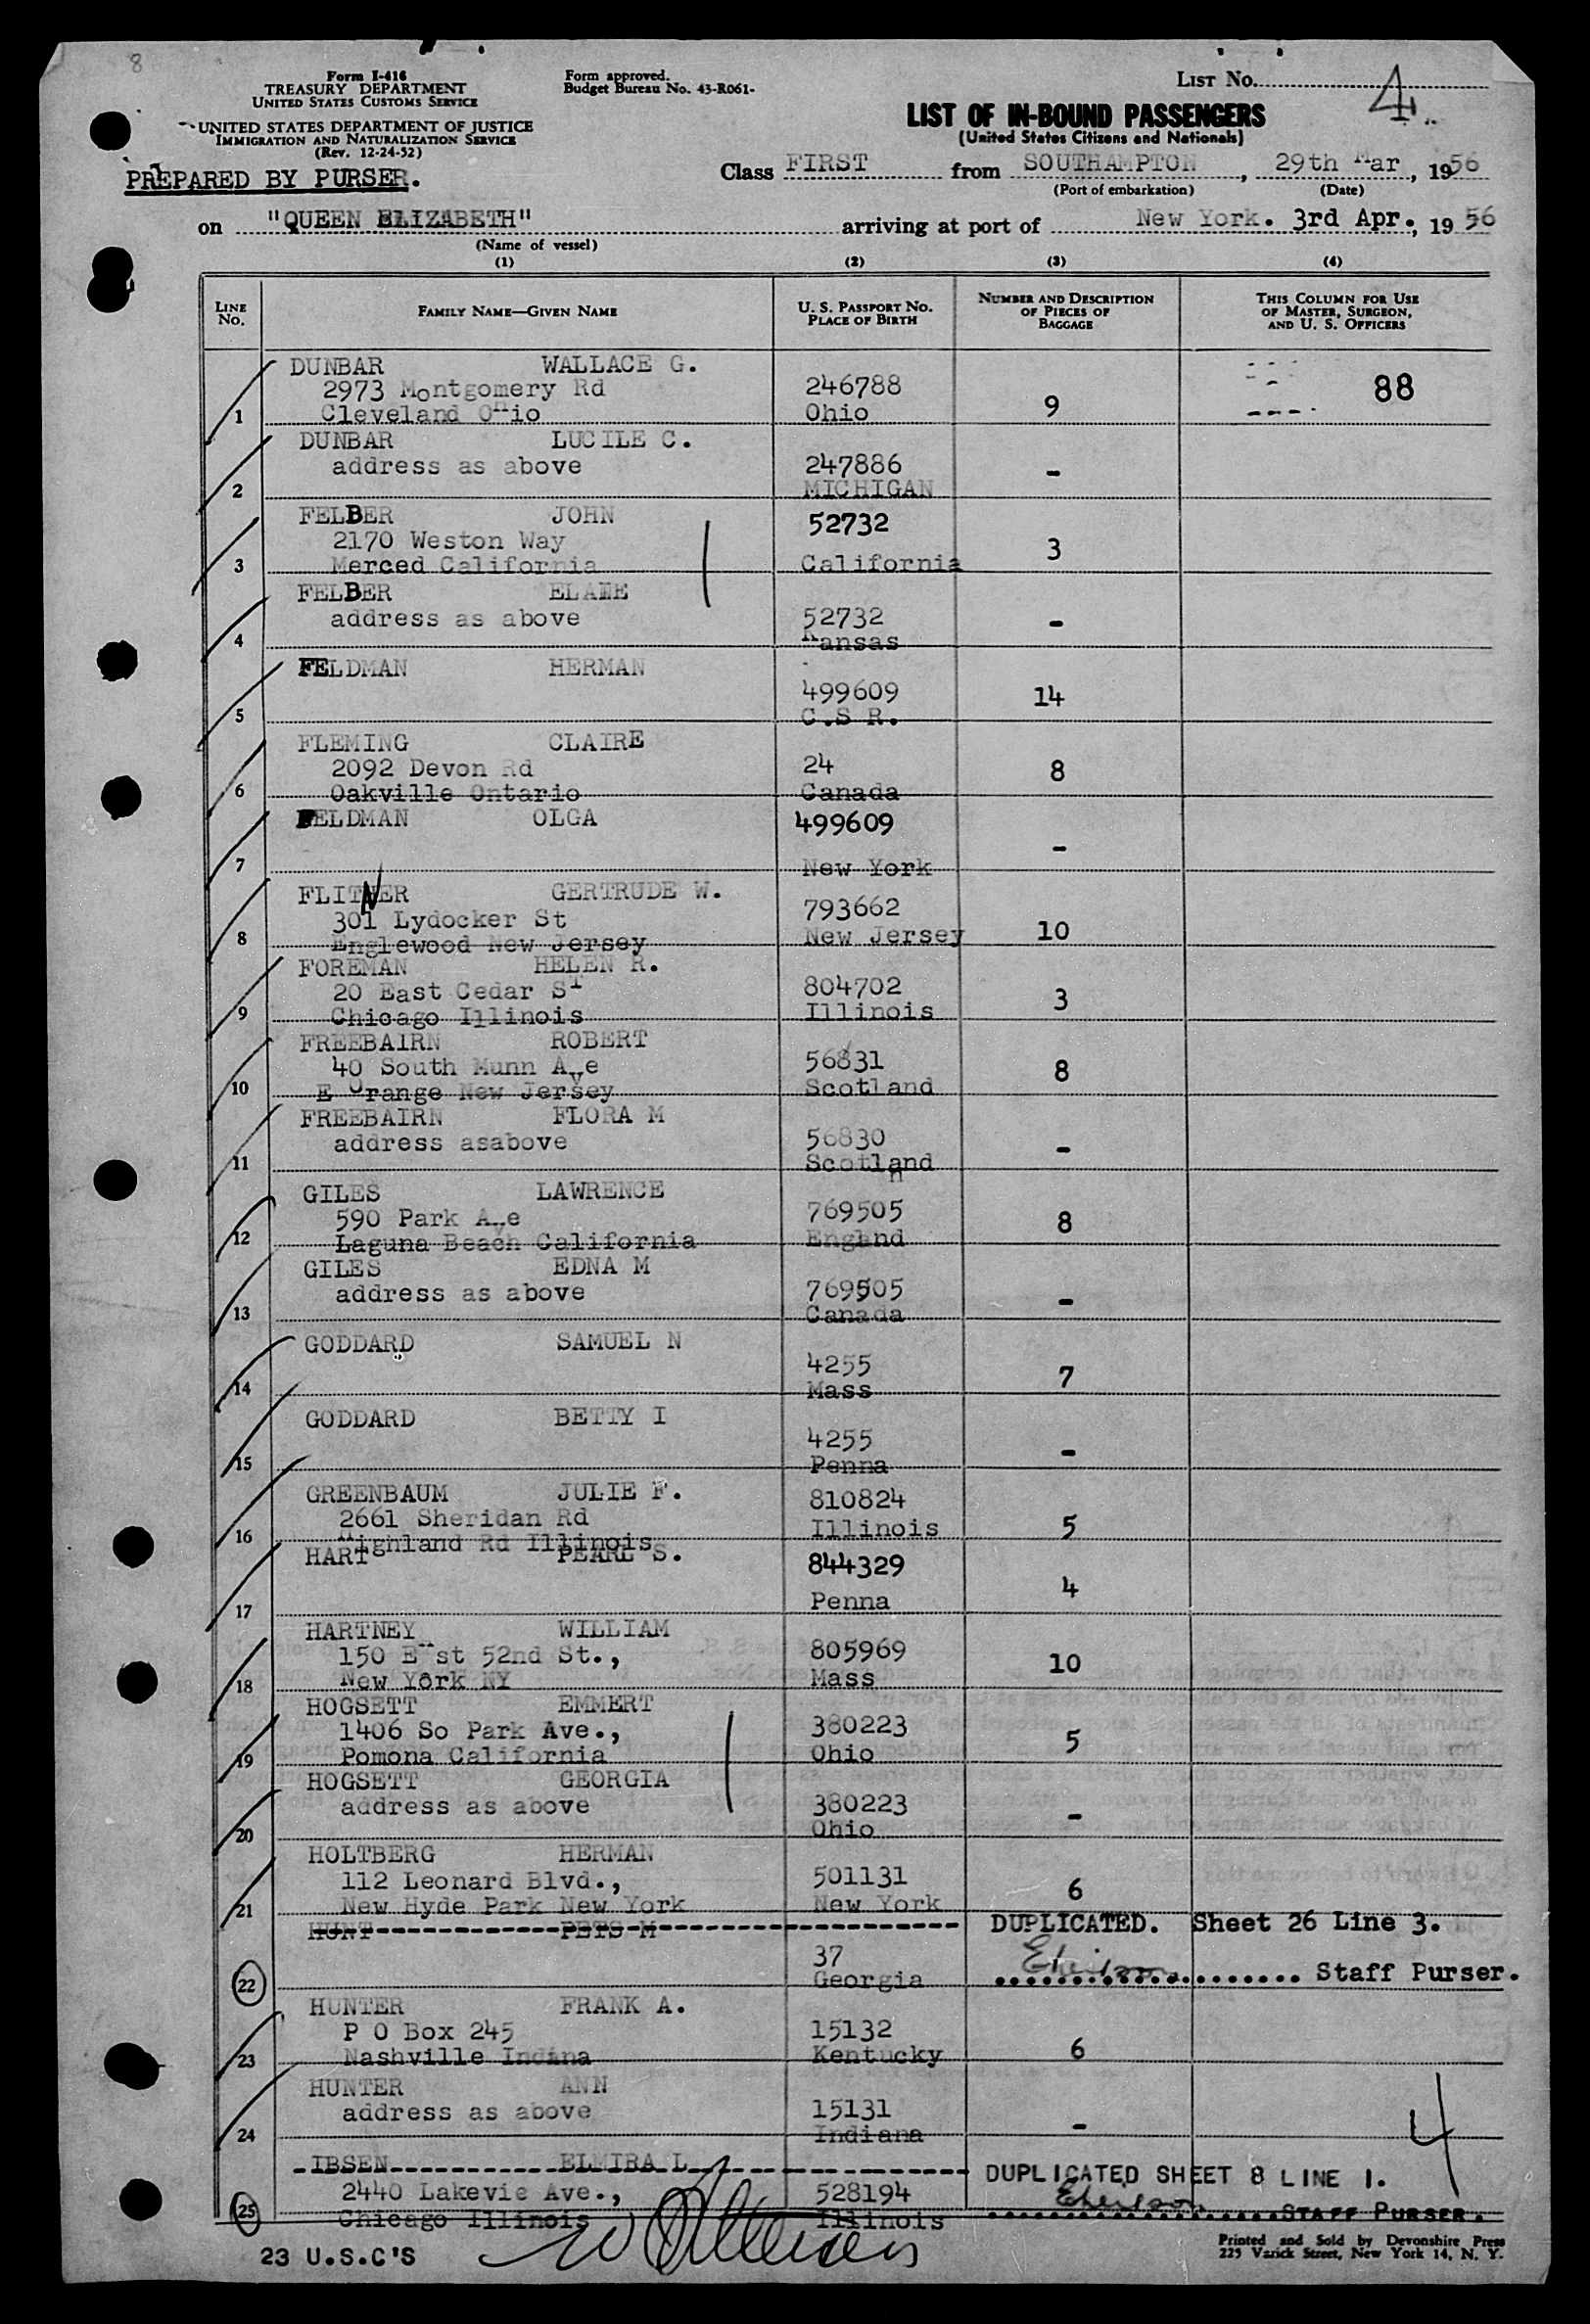 8
Form I-416
TREASURY DEPARTMENT
UNITED STATES CUSTOMS SERVICE
UNITED STATES DEPARTMENT OF JUSTICE
IMMIGRATION AND NATURALIZATION SERVICE
(Rev. 12-24-52)
PREPARED BY PURSER.
Form approved.
Budget Bureau No. 43-R061-
LIST NO. 4
LIST OF IN-BOUND PASSENGERS
(United States Citizens and Nationals)
Class FIRST from SOUTHAMPTON, 29th Mar, 1956
(Port of embarkation) (Date)
on "QUEEN ELIZABETH" arriving at port of New York. 3rd Apr., 1956
(Name of vessel)
(1) (2) (3) (4)
LINE NO. FAMILY NAME—GIVEN NAME U. S. PASSPORT NO. PLACE OF BIRTH NUMBER AND DESCRIPTION OF PIECES OF BAGGAGE THIS COLUMN FOR USE OF MASTER, SURGEON, AND U. S. OFFICERS
DUNBAR WALLACE G.
2973 Montgomery Rd 246788 88
1 Cleveland Ohio Ohio 9
DUNBAR LUCILE C.
address as above 247886 -
2 MICHIGAN
FELBER JOHN 52732
2170 Weston Way 3
3 Merced California California
FELBER ELAINE
address as above 52732 -
4 Kansas
FELDMAN HERMAN
499609 14
5 C.S R.
FLEMING CLAIRE
2092 Devon Rd 24 8
6 Oakville Ontario Canada
FELDMAN OLGA 499609
-
7 New York
FLITNER GERTRUDE W.
301 Lydocker St 793662
8 Englewood New Jersey New Jersey 10
FOREMAN HELEN R.
20 East Cedar ST 804702 3
9 Chicago Illinois Illinois
FREEBAIRN ROBERT
40 South Munn Ave 56831 8
10 E Orange New Jersey Scotland
FREEBAIRN FLORA M
address asabove 56830 -
11 Scotland
GILES LAWRENCE
590 Park Ave 769505 8
12 Laguna Beach California England
GILES EDNA M
address as above 769505 -
13 Canada
GODDARD SAMUEL N
4255 7
14 Mass
GODDARD BETTY I
4255 -
15 Penna
GREENBAUM JULIE F. 810824
2661 Sheridan Rd
16 Highland Rd Illinois Illinois 5
HART PEARL S. 844329
4
17 Penna
HARTNEY WILLIAM
150 East 52nd St., 805969 10
18 New York NY Mass
HOGSETT EMMERT
1406 So Park Ave., 380223 5
19 Pomona California Ohio
HOGSETT GEORGIA
address as above 380223 -
20 Ohio
HOLTBERG HERMAN
112 Leonard Blvd., 501131 6
21 New Hyde Park New York New York
HUNT PETS M DUPLICATED. Sheet 26 Line 3.
37
22 Georgia Staff Purser.
HUNTER FRANK A.
P O Box 245 15132 6
23 Nashville Indina Kentucky
HUNTER ANN
address as above 15131 - 4
24 Indiana
IBSEN ELMIRA L DUPLICATED SHEET 8 LINE 1.
2440 Lakevie Ave., 528194
25 Chicago Illinois Illinois STAFF PURSER.
23 U.S.C'S
Printed and Sold by Devonshire Press
225 Varick Street, New York 14, N. Y.